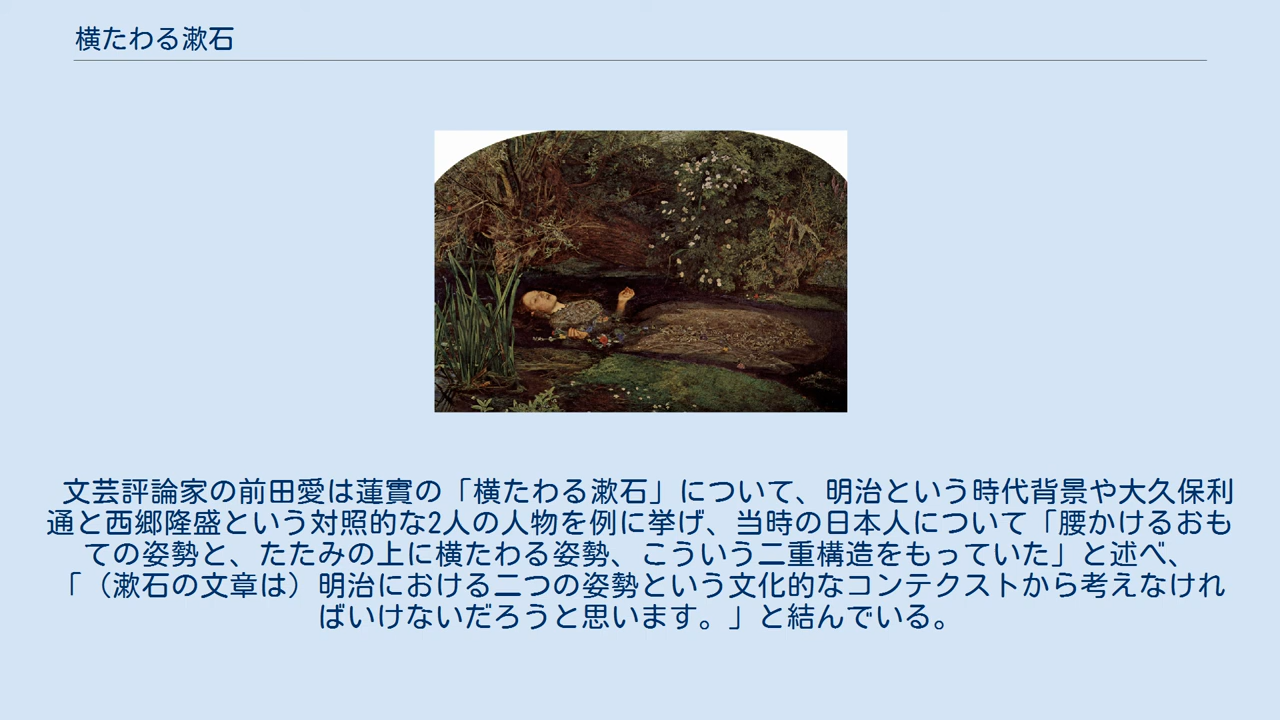 横たわる漱石
文芸評論家の前田愛は蓮實の「横たわる漱石」について、明治という時代背景や大久保利
通と西郷隆盛という対照的な2人の人物を例に挙げ、当時の日本人について「腰かけるおも
ての姿勢と、たたみの上に横たわる姿勢、こういう二重構造をもっていた」と述べ、
「（漱石の文章は）明治における二つの姿勢という文化的なコンテクストから考えなけれ
ばいけないだろうと思います。」と結んでいる。